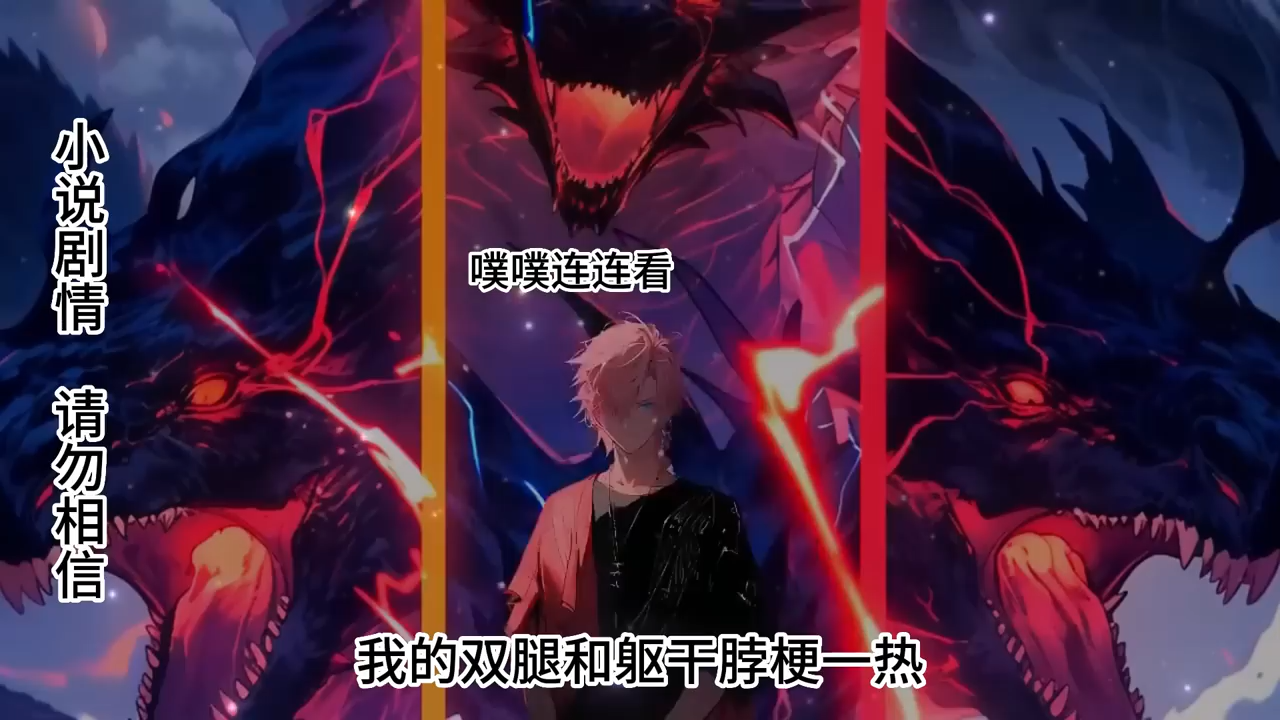 小说剧情 请勿相信
噗噗连连看
我的双腿和躯干脖梗一热